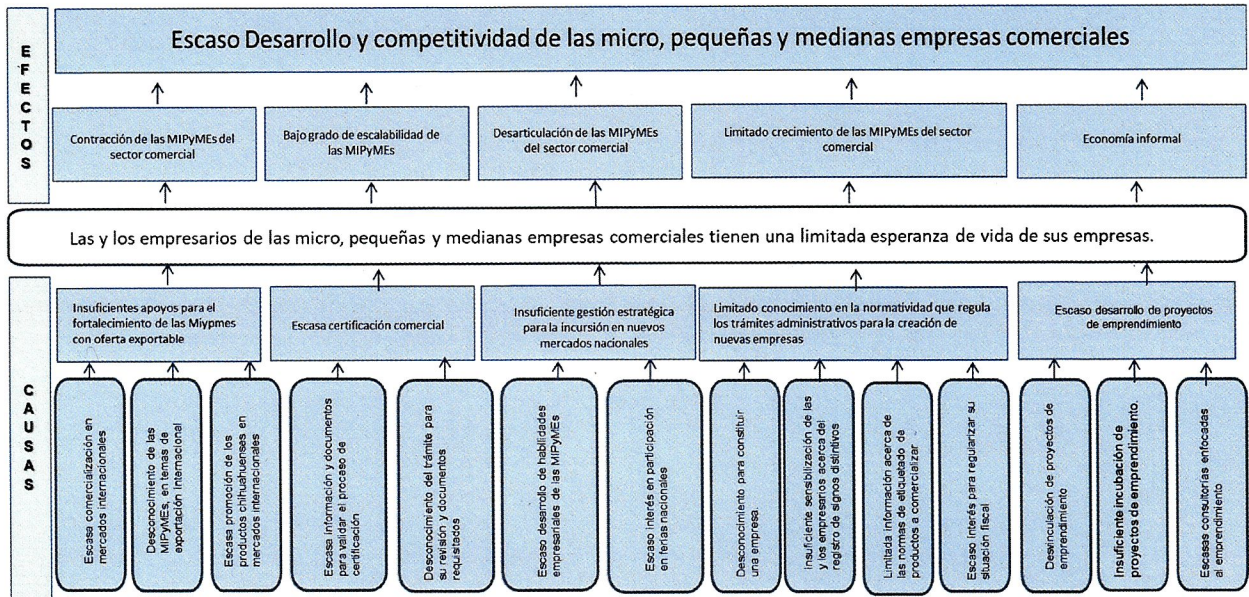 EFECTOS
Escaso Desarrollo y competitividad de las micro, pequeñas y medianas empresas comerciales
Contracción de las MIPyMEs del
sector comercial
Bajo grado de escalabilidad de
las MIPyMEs
Desarticulación de las MIPyMEs
del sector comercial
Limitado crecimiento de las MIPyMEs del sector
comercial
Economía informal
Las y los empresarios de las micro, pequeñas y medianas empresas comerciales tienen una limitada esperanza de vida de sus empresas.
CAUSAS
Insuficientes apoyos para el
fortalecimiento de las Miypmes
con oferta exportable
Escasa certificación comercial
Insuficiente gestión estratégica
para la incursión en nuevos
mercados nacionales
Limitado conocimiento en la normatividad que regula
los trámites administrativos para la creación de
nuevas empresas
Escaso desarrollo de proyectos
de emprendimiento
Escasa comercialización en
mercados internacionales
Desconocimiento de las
MIPyMEs, en temas de
exportación Internacional
Escasa promoción de los
productos chihuahuenses en
mercados internacionales
Escasa información y documentos
para validar el proceso de
certificación
Desconocimiento del trámite para
su revisión y documentos
requisitados
Escaso desarrollo de habilidades
empresariales de las MIPyMEs
Escaso interés en participación
en ferias nacionales
Desconocimiento para constituir
una empresa
Insuficiente sensibilización de las
y los empresarios acerca del
registro de signos distintivos
Limitada información acerca de
las normas de etiquetado de
productos a comercializar
Escaso Interés para regularizar su
situación fiscal
Desvinculación de proyectos de
emprendimiento
Insuficiente incubación de
proyectos de emprendimiento.
Escasas consultorías enfocadas
al emprendimiento